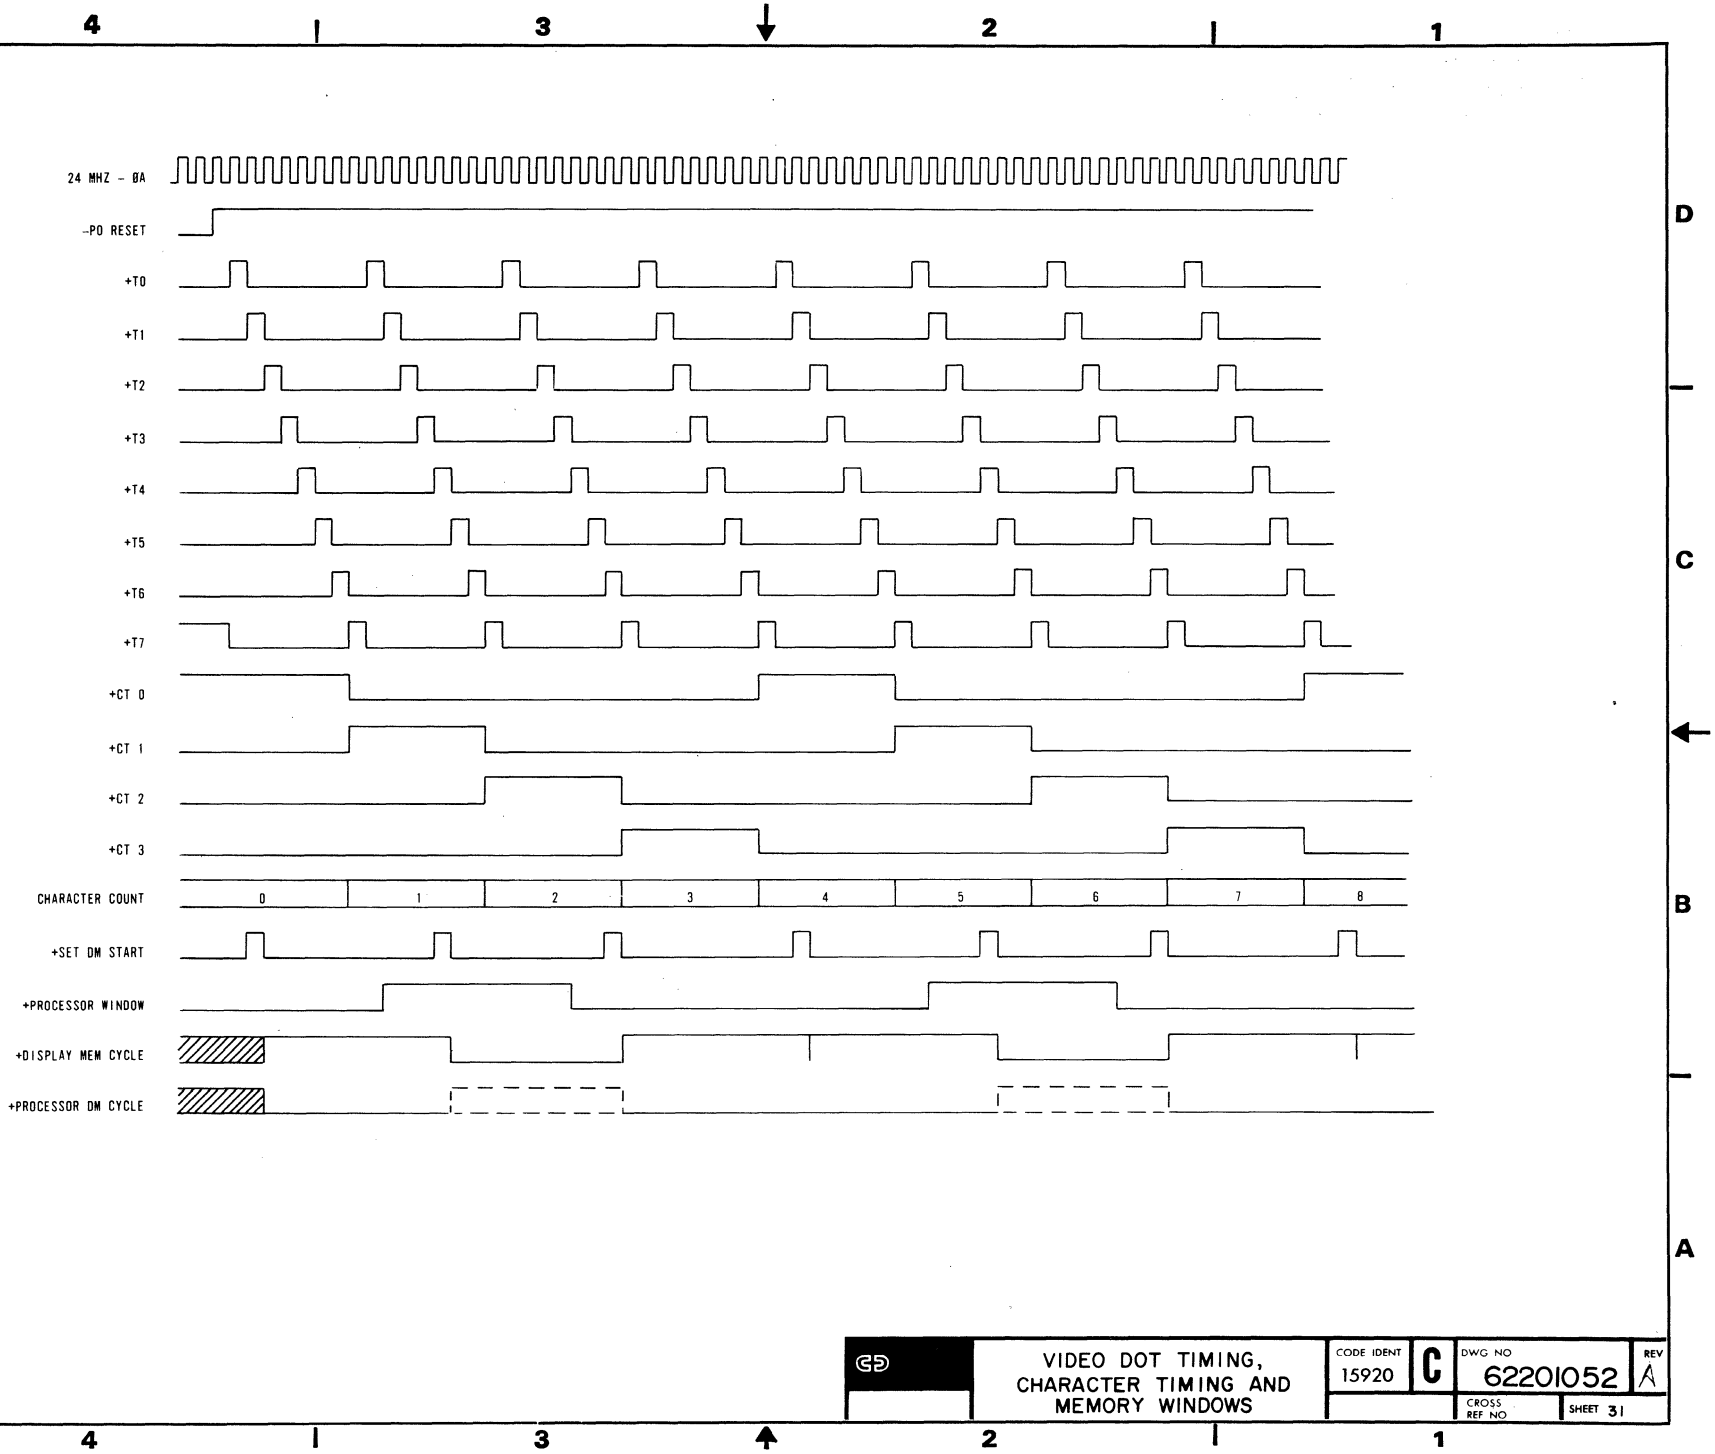 4 3 2 1
24 MHZ - ØA
D
-PO RESET
+T0
+T1
+T2
+T3
+T4
+T5
C
+T6
+T7
+CT 0
+CT 1
+CT 2
+CT 3
CHARACTER COUNT 0 1 2 3 4 5 6 7 8
B
+SET DM START
+PROCESSOR WINDOW
+DISPLAY MEM CYCLE
+PROCESSOR DM CYCLE
A
VIDEO DOT TIMING,
CHARACTER TIMING AND
MEMORY WINDOWS
CODE IDENT
15920
C
DWG NO
62201052
REV
A
CROSS
REF NO
SHEET 31
4 3 2 1